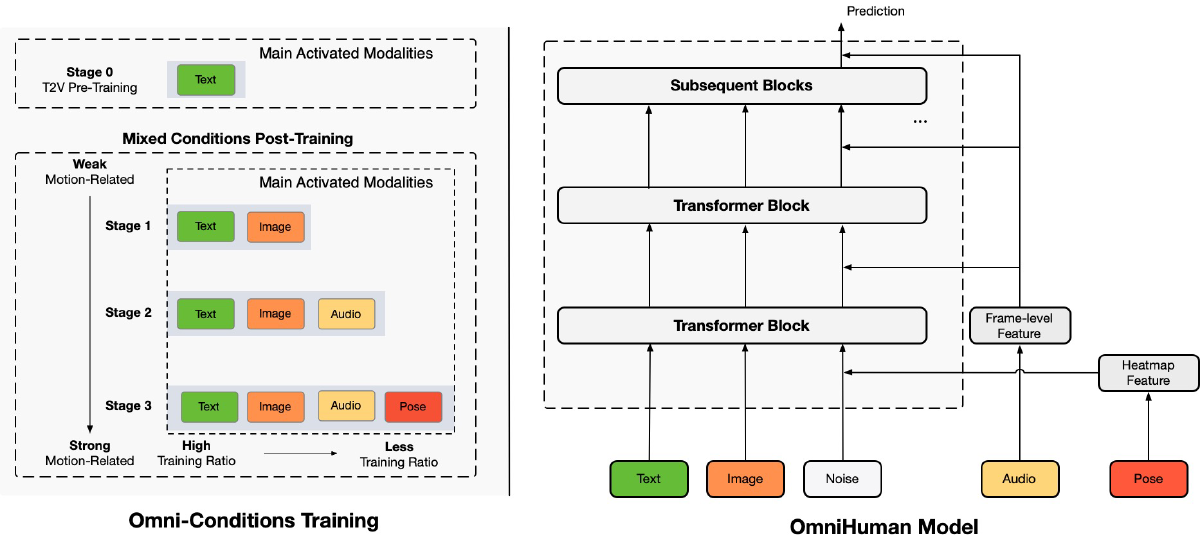 Main Activated Modalities
Stage 0
T2V Pre-Training
Text
Mixed Conditions Post-Training
Weak
Motion-Related
Main Activated Modalities
Stage 1
Text
Image
Stage 2
Text
Image
Audio
Stage 3
Text
Image
Audio
Pose
Strong
Motion-Related
High
Training Ratio
Less
Training Ratio
Omni-Conditions Training
Prediction
Subsequent Blocks
...
Transformer Block
Transformer Block
Frame-level
Feature
Heatmap
Feature
Text
Image
Noise
Audio
Pose
OmniHuman Model